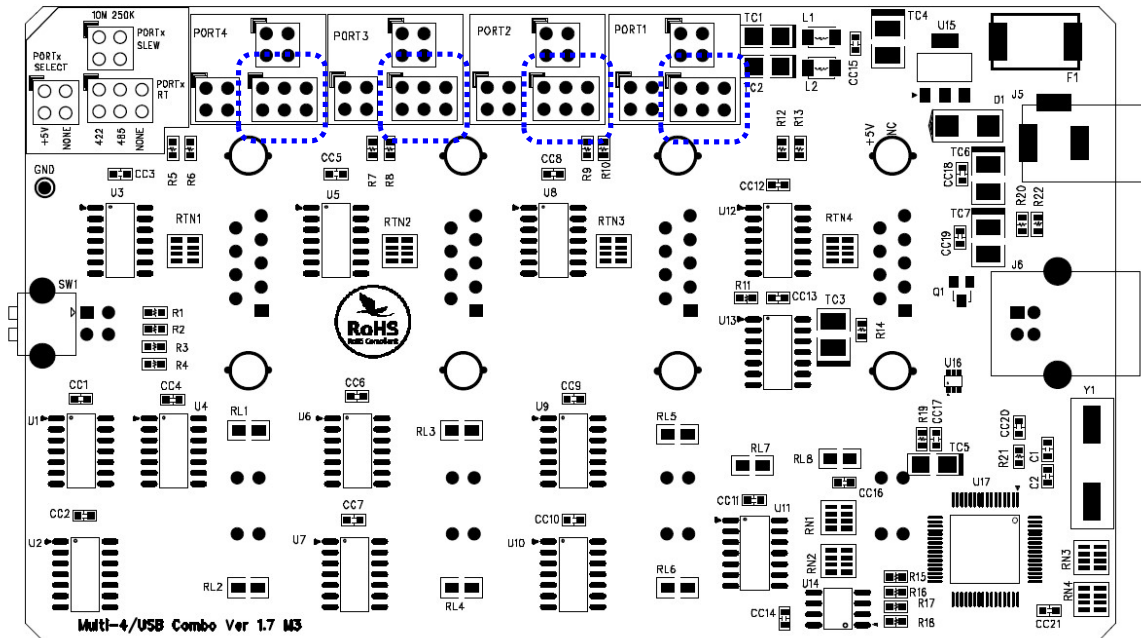 10M 250K
PORTx
SLEW
PORTx
SELECT
PORTx
RT
+5V
NONE
422
485
NONE
PORT4
PORT3
PORT2
PORT1
TC1
L1
TC4
U15
F1
CC15
C2
L2
R12
R13
J5
D1
+5V
NC
GND
CC3
R5
R6
CC5
R7
R8
CC8
R9
R10
CC12
TC6
CC18
R20
R22
U3
RTN1
U5
RTN2
U8
RTN3
U12
RTN4
TC7
CC19
J6
Q1
SW1
R1
R2
R3
R4
RoHS
RoHS Compliant
R11
CC13
U13
TC3
R14
U16
Y1
CC1
CC4
U1
U4
RL1
CC6
U6
RL3
CC9
U9
RL5
RL7
RL8
R19
CC17
TC5
CC20
R21
C1
C2
U17
CC2
U2
CC7
U7
CC10
U10
CC11
U11
CC16
RN1
RN2
RN3
RN4
RL2
RL4
RL6
U14
CC14
R15
R16
R17
R18
CC21
Multi-4/USB Combo Ver 1.7 M3